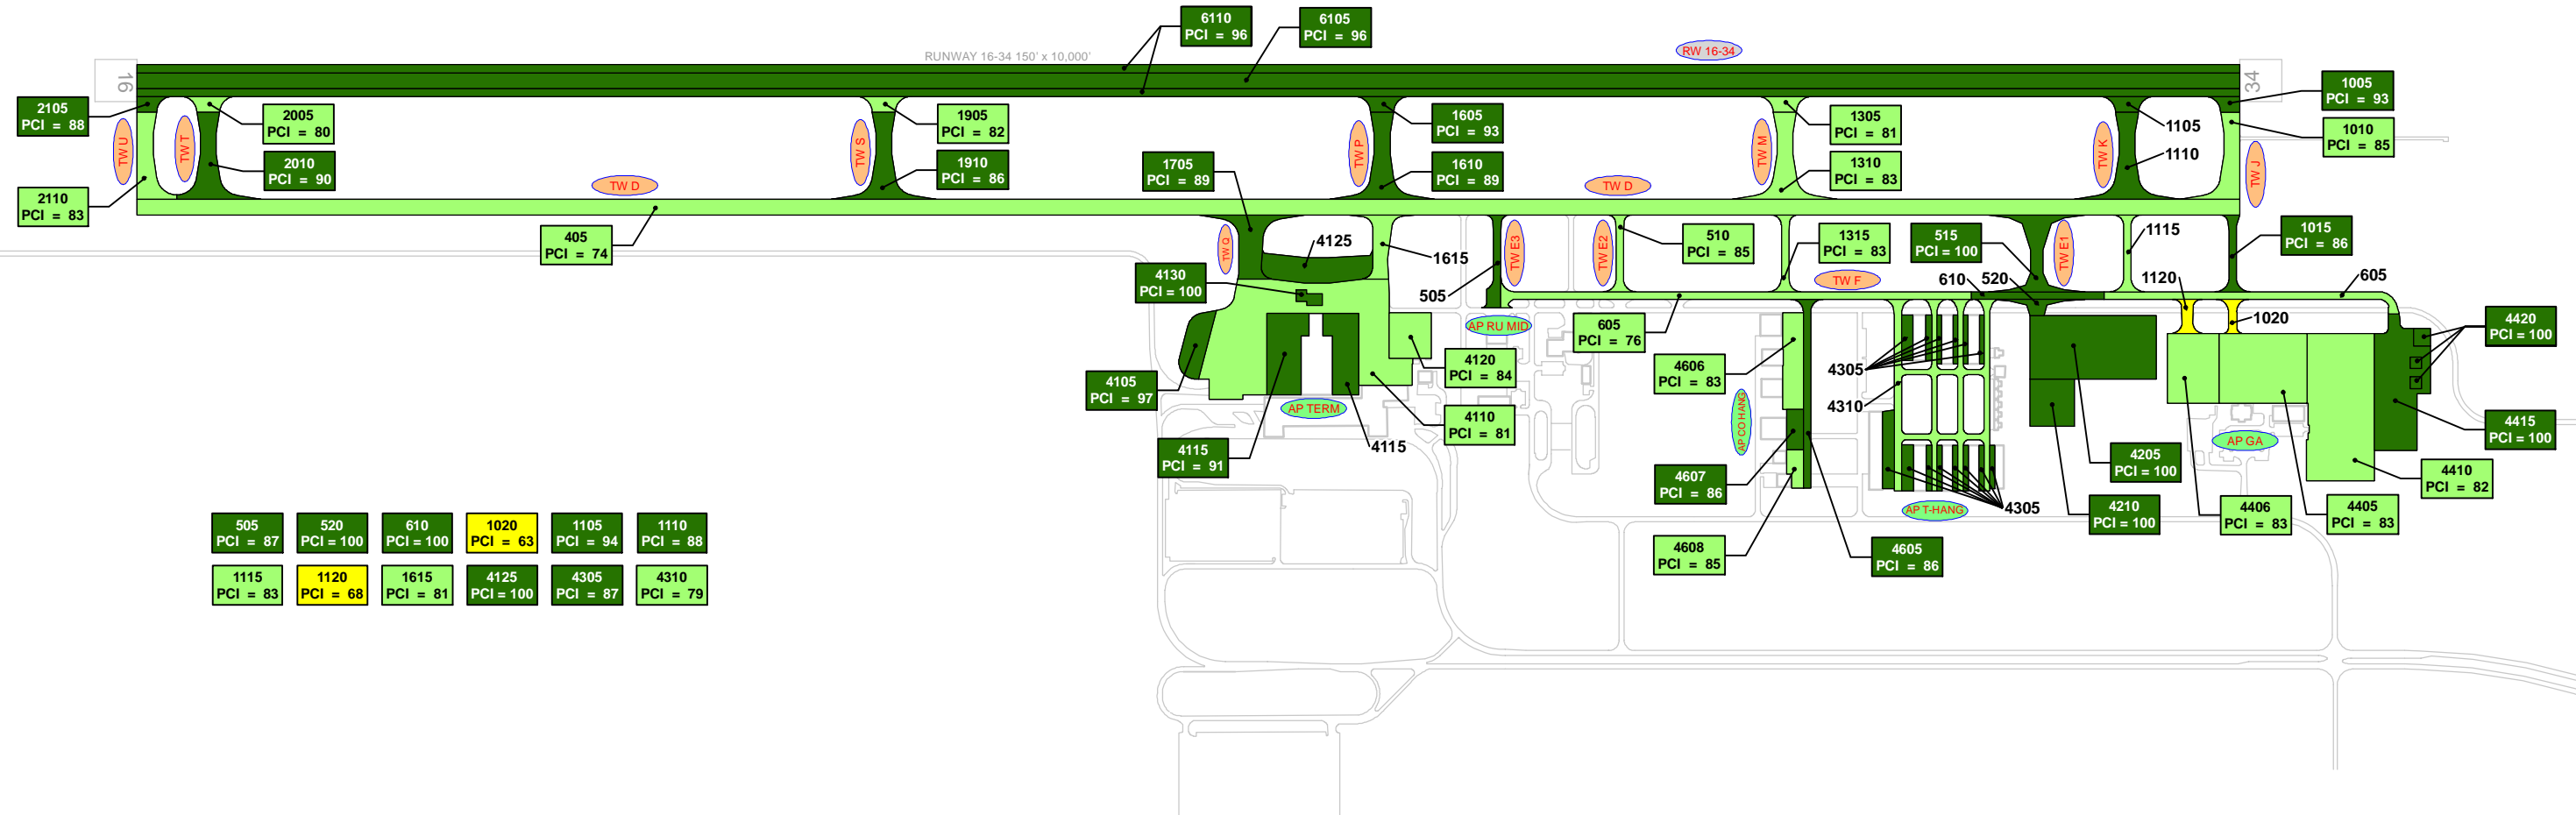 6110
PCI = 96
6105
PCI = 96
RUNWAY 16-34 150' x 10,000'
RW 16-34
16
34
2105
PCI = 88
2005
PCI = 80
1905
PCI = 82
1605
PCI = 93
1305
PCI = 81
1105
1005
PCI = 93
TW U
TW T
TW S
TW P
TW M
TW K
TW J
2010
PCI = 90
1910
PCI = 86
1705
PCI = 89
1610
PCI = 89
1310
PCI = 83
1110
1010
PCI = 85
2110
PCI = 83
TW D
TW D
405
PCI = 74
TW Q
4125
1615
TW E3
TW E2
510
PCI = 85
1315
PCI = 83
515
PCI = 100
TW E1
1115
1015
PCI = 86
4130
PCI = 100
505
TW F
610
520
1120
605
AP RU MID
605
PCI = 76
1020
4420
PCI = 100
4105
PCI = 97
4120
PCI = 84
4606
PCI = 83
4305
4310
AP TERM
4110
PCI = 81
AP CO HANG
4415
PCI = 100
4115
PCI = 91
4115
4607
PCI = 86
4205
PCI = 100
AP GA
4410
PCI = 82
AP T-HANG
4305
4210
PCI = 100
4406
PCI = 83
4405
PCI = 83
4608
PCI = 85
4605
PCI = 86
505
PCI = 87
520
PCI = 100
610
PCI = 100
1020
PCI = 63
1105
PCI = 94
1110
PCI = 88
1115
PCI = 83
1120
PCI = 68
1615
PCI = 81
4125
PCI = 100
4305
PCI = 87
4310
PCI = 79